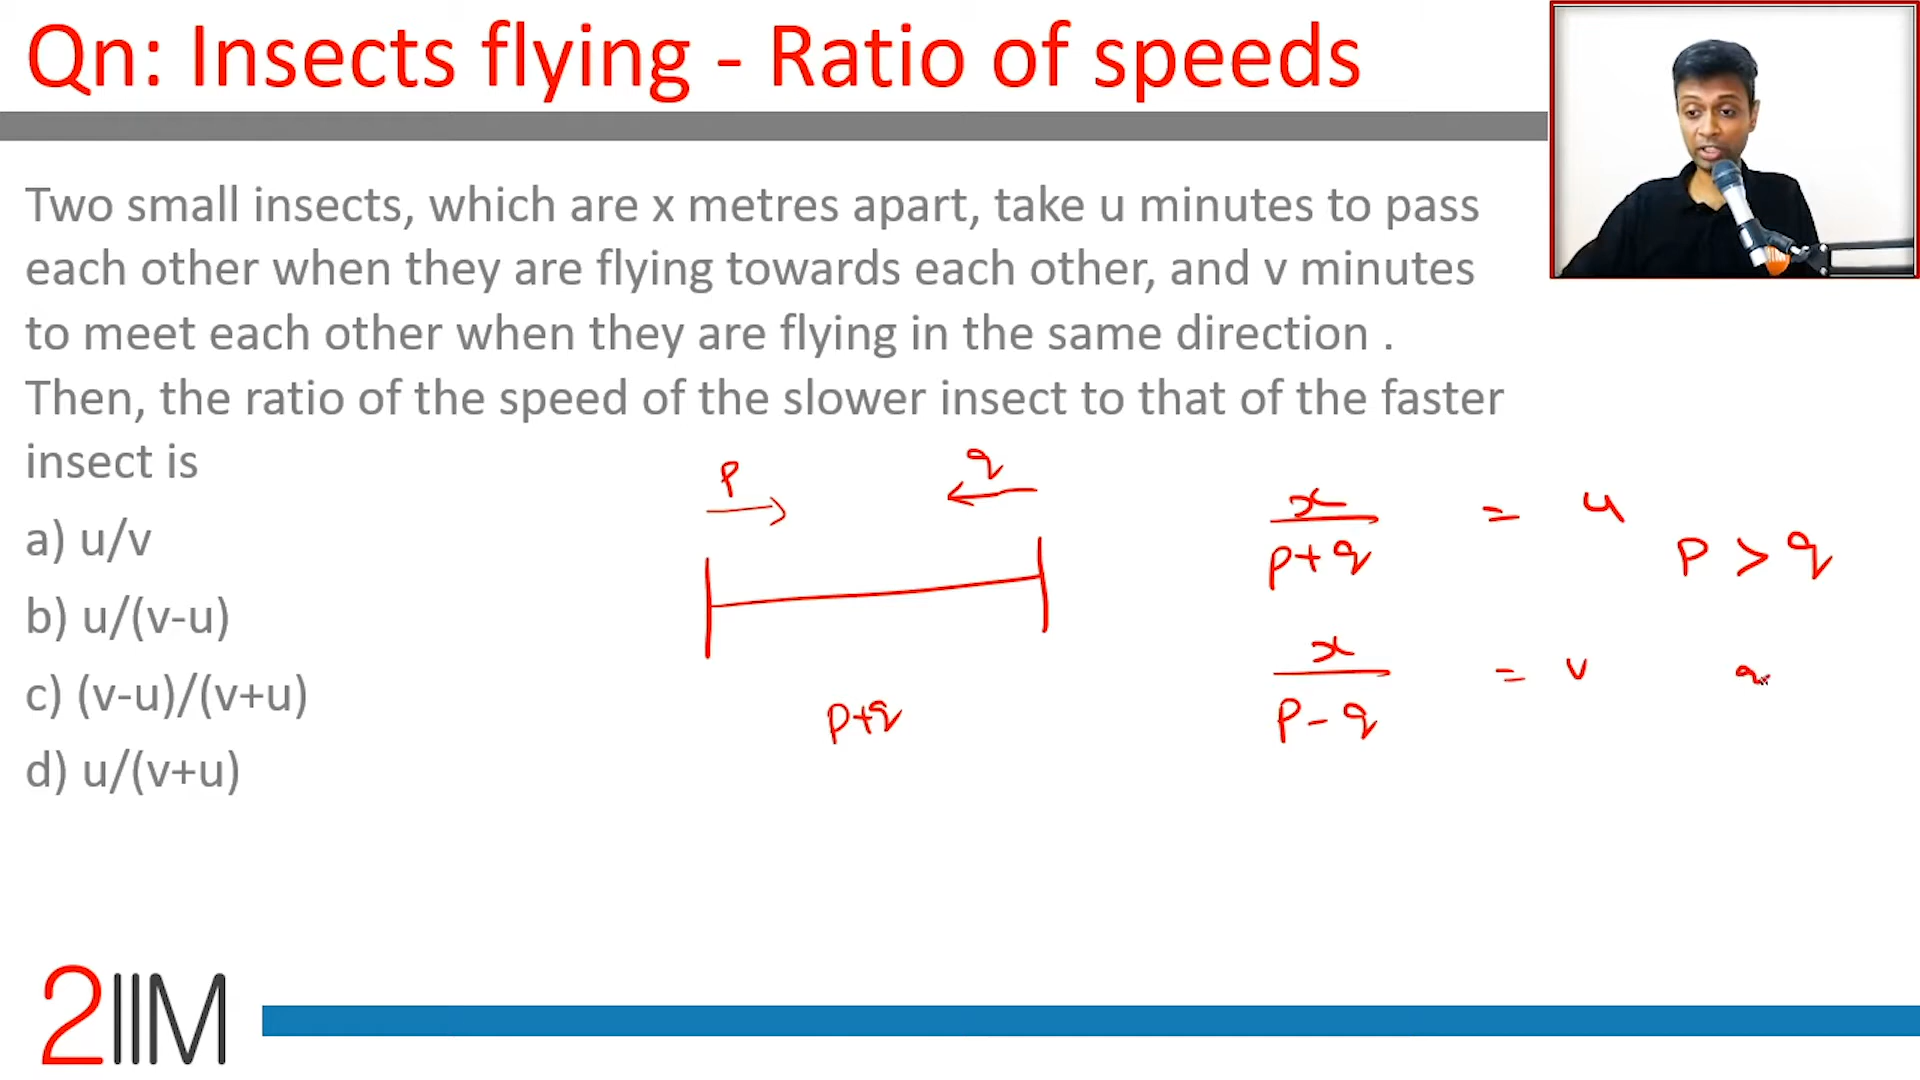 Qn: Insects flying - Ratio of speeds
Two small insects, which are x metres apart, take u minutes to pass
each other when they are flying towards each other, and v minutes
to meet each other when they are flying in the same direction .
Then, the ratio of the speed of the slower insect to that of the faster
insect is
a) u/v
b) u/(v-u)
c) (v-u)/(v+u)
d) u/(v+u)
p
q
p+q
x
p+q
= u
p > q
x
p-q
= v
2IIM